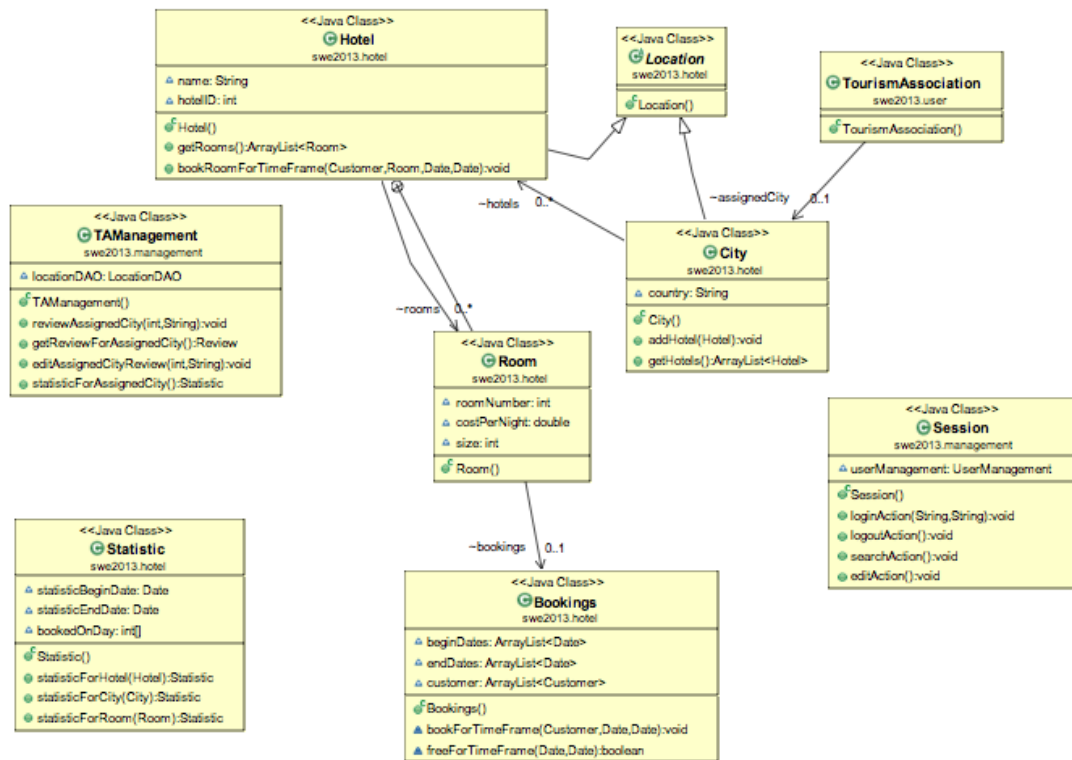 <<Java Class>>
Hotel
swe2013.hotel
name: String
hotelID: int
Hotel()
getRooms():ArrayList<Room>
bookRoomForTimeFrame(Customer,Room,Date,Date):void
<<Java Class>>
Location
swe2013.hotel
Location()
<<Java Class>>
TourismAssociation
swe2013.user
TourismAssociation()
~hotels 0..*
~assignedCity 0..1
<<Java Class>>
TAManagement
swe2013.management
locationDAO: LocationDAO
TAManagement()
reviewAssignedCity(int,String):void
getReviewForAssignedCity():Review
editAssignedCityReview(int,String):void
statisticForAssignedCity():Statistic
<<Java Class>>
City
swe2013.hotel
country: String
City()
addHotel(Hotel):void
getHotels():ArrayList<Hotel>
~rooms 0..*
<<Java Class>>
Room
swe2013.hotel
roomNumber: int
costPerNight: double
size: int
Room()
<<Java Class>>
Session
swe2013.management
userManagement: UserManagement
Session()
loginAction(String,String):void
logoutAction():void
searchAction():void
editAction():void
<<Java Class>>
Statistic
swe2013.hotel
statisticBeginDate: Date
statisticEndDate: Date
bookedOnDay: int[]
Statistic()
statisticForHotel(Hotel):Statistic
statisticForCity(City):Statistic
statisticForRoom(Room):Statistic
~bookings 0..1
<<Java Class>>
Bookings
swe2013.hotel
beginDates: ArrayList<Date>
endDates: ArrayList<Date>
customer: ArrayList<Customer>
Bookings()
bookForTimeFrame(Customer,Date,Date):void
freeForTimeFrame(Date,Date):boolean